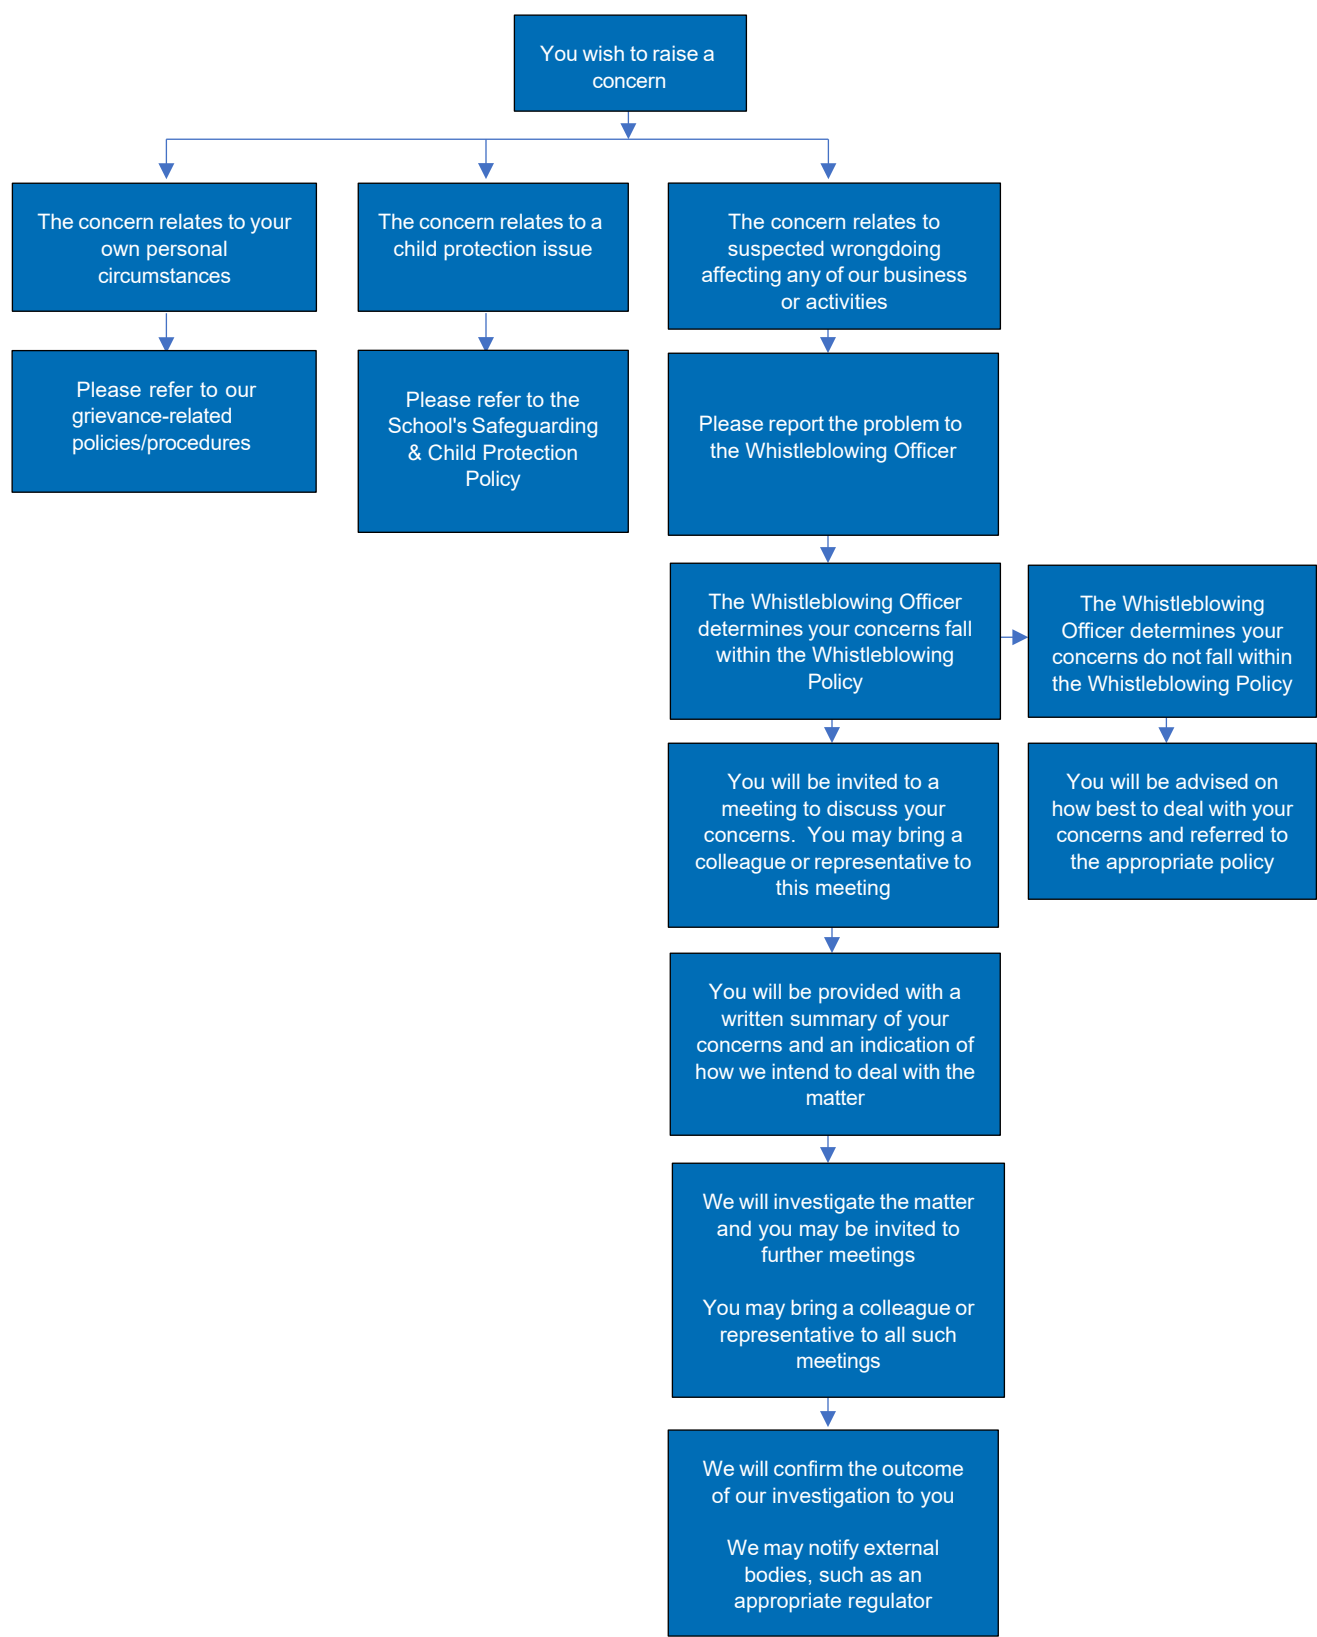 You wish to raise a
concern
The concern relates to your
own personal
circumstances
The concern relates to a
child protection issue
The concern relates to
suspected wrongdoing
affecting any of our business
or activities
Please refer to our
grievance-related
policies/procedures
Please refer to the
School's Safeguarding
& Child Protection
Policy
Please report the problem to
the Whistleblowing Officer
The Whistleblowing Officer
determines your concerns fall
within the Whistleblowing
Policy
The Whistleblowing
Officer determines your
concerns do not fall within
the Whistleblowing Policy
You will be invited to a
meeting to discuss your
concerns.  You may bring a
colleague or representative to
this meeting
You will be advised on
how best to deal with your
concerns and referred to
the appropriate policy
You will be provided with a
written summary of your
concerns and an indication of
how we intend to deal with the
matter
We will investigate the matter
and you may be invited to
further meetings
You may bring a colleague or
representative to all such
meetings
We will confirm the outcome
of our investigation to you
We may notify external
bodies, such as an
appropriate regulator